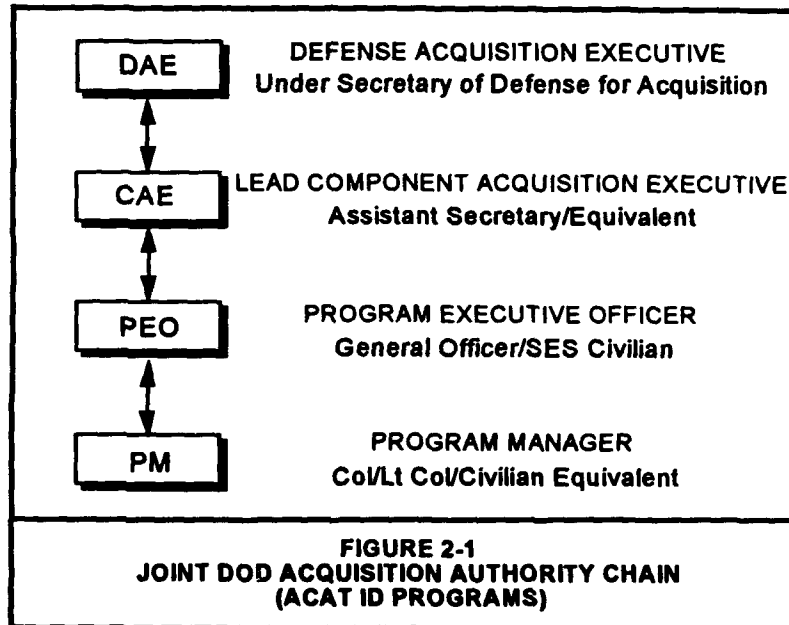 DAE
DEFENSE ACQUISITION EXECUTIVE
Under Secretary of Defense for Acquisition
CAE
LEAD COMPONENT ACQUISITION EXECUTIVE
Assistant Secretary/Equivalent
PEO
PROGRAM EXECUTIVE OFFICER
General Officer/SES Civilian
PM
PROGRAM MANAGER
Col/Lt Col/Civilian Equivalent
FIGURE 2-1
JOINT DOD ACQUISITION AUTHORITY CHAIN
(ACAT ID PROGRAMS)